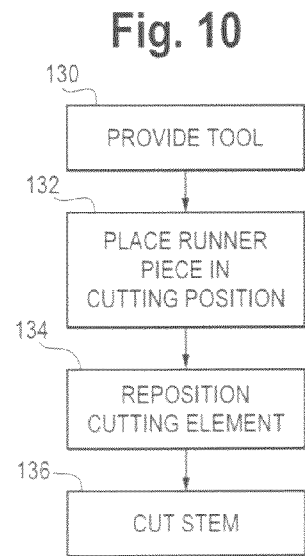 Fig. 10
130
PROVIDE TOOL
132
PLACE RUNNER
PIECE IN
CUTTING POSITION
134
REPOSITION
CUTTING ELEMENT
136
CUT STEM